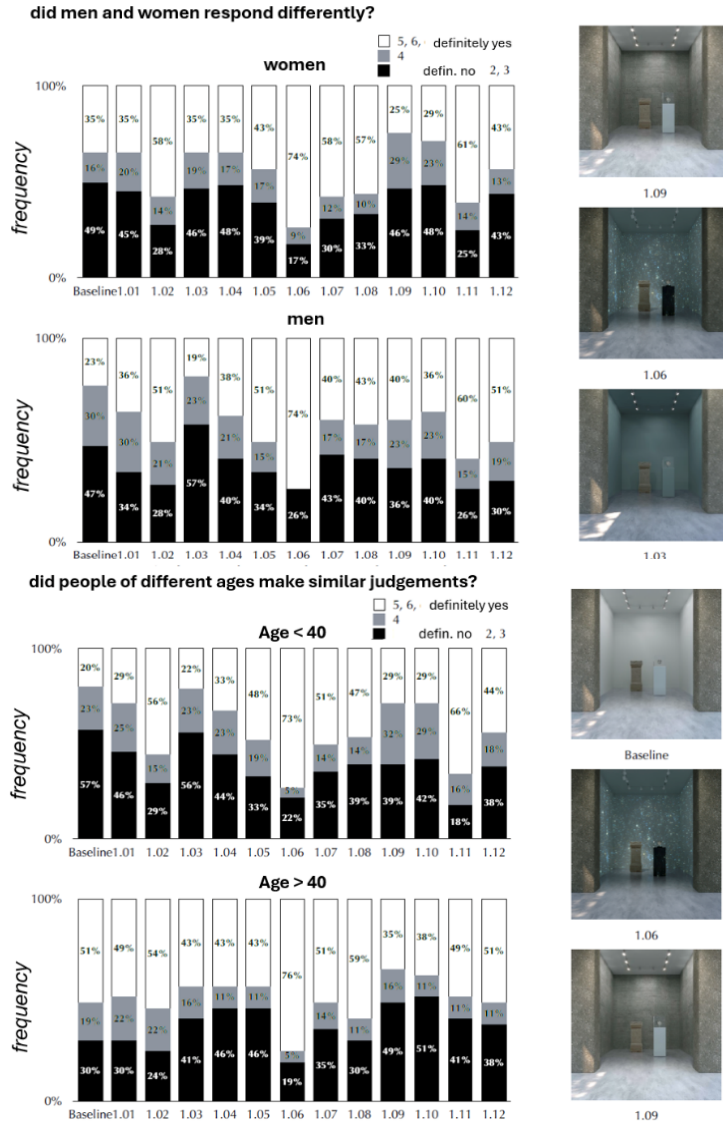 did men and women respond differently?
5, 6, definitely yes
4
defin. no 2, 3
women
100%
frequency
0%
35% 35% 58% 35% 35% 43% 74% 58% 57% 25% 29% 61% 43%
16% 20% 14% 19% 17% 17% 9% 12% 10% 29% 23% 14% 13%
49% 45% 28% 46% 48% 39% 17% 30% 33% 46% 48% 25% 43%
Baseline 1.01 1.02 1.03 1.04 1.05 1.06 1.07 1.08 1.09 1.10 1.11 1.12
men
100%
frequency
0%
23% 36% 51% 19% 38% 51% 74% 40% 43% 40% 36% 60% 51%
30% 30% 21% 23% 21% 15% 17% 17% 23% 23% 15% 19%
47% 34% 28% 57% 40% 34% 26% 43% 40% 36% 40% 26% 30%
Baseline 1.01 1.02 1.03 1.04 1.05 1.06 1.07 1.08 1.09 1.10 1.11 1.12
1.09
1.06
1.03
did people of different ages make similar judgements?
5, 6, definitely yes
4
defin. no 2, 3
Age < 40
100%
frequency
0%
20% 29% 56% 22% 33% 48% 73% 51% 47% 29% 29% 66% 44%
23% 25% 15% 23% 23% 19% 5% 14% 14% 32% 29% 16% 18%
57% 46% 29% 56% 44% 33% 22% 35% 39% 39% 42% 18% 38%
Baseline 1.01 1.02 1.03 1.04 1.05 1.06 1.07 1.08 1.09 1.10 1.11 1.12
Age > 40
100%
frequency
0%
51% 49% 54% 43% 43% 43% 76% 51% 59% 35% 38% 49% 51%
19% 22% 22% 16% 11% 11% 5% 14% 11% 16% 11% 11% 11%
30% 30% 24% 41% 46% 46% 19% 35% 30% 49% 51% 41% 38%
Baseline 1.01 1.02 1.03 1.04 1.05 1.06 1.07 1.08 1.09 1.10 1.11 1.12
Baseline
1.06
1.09